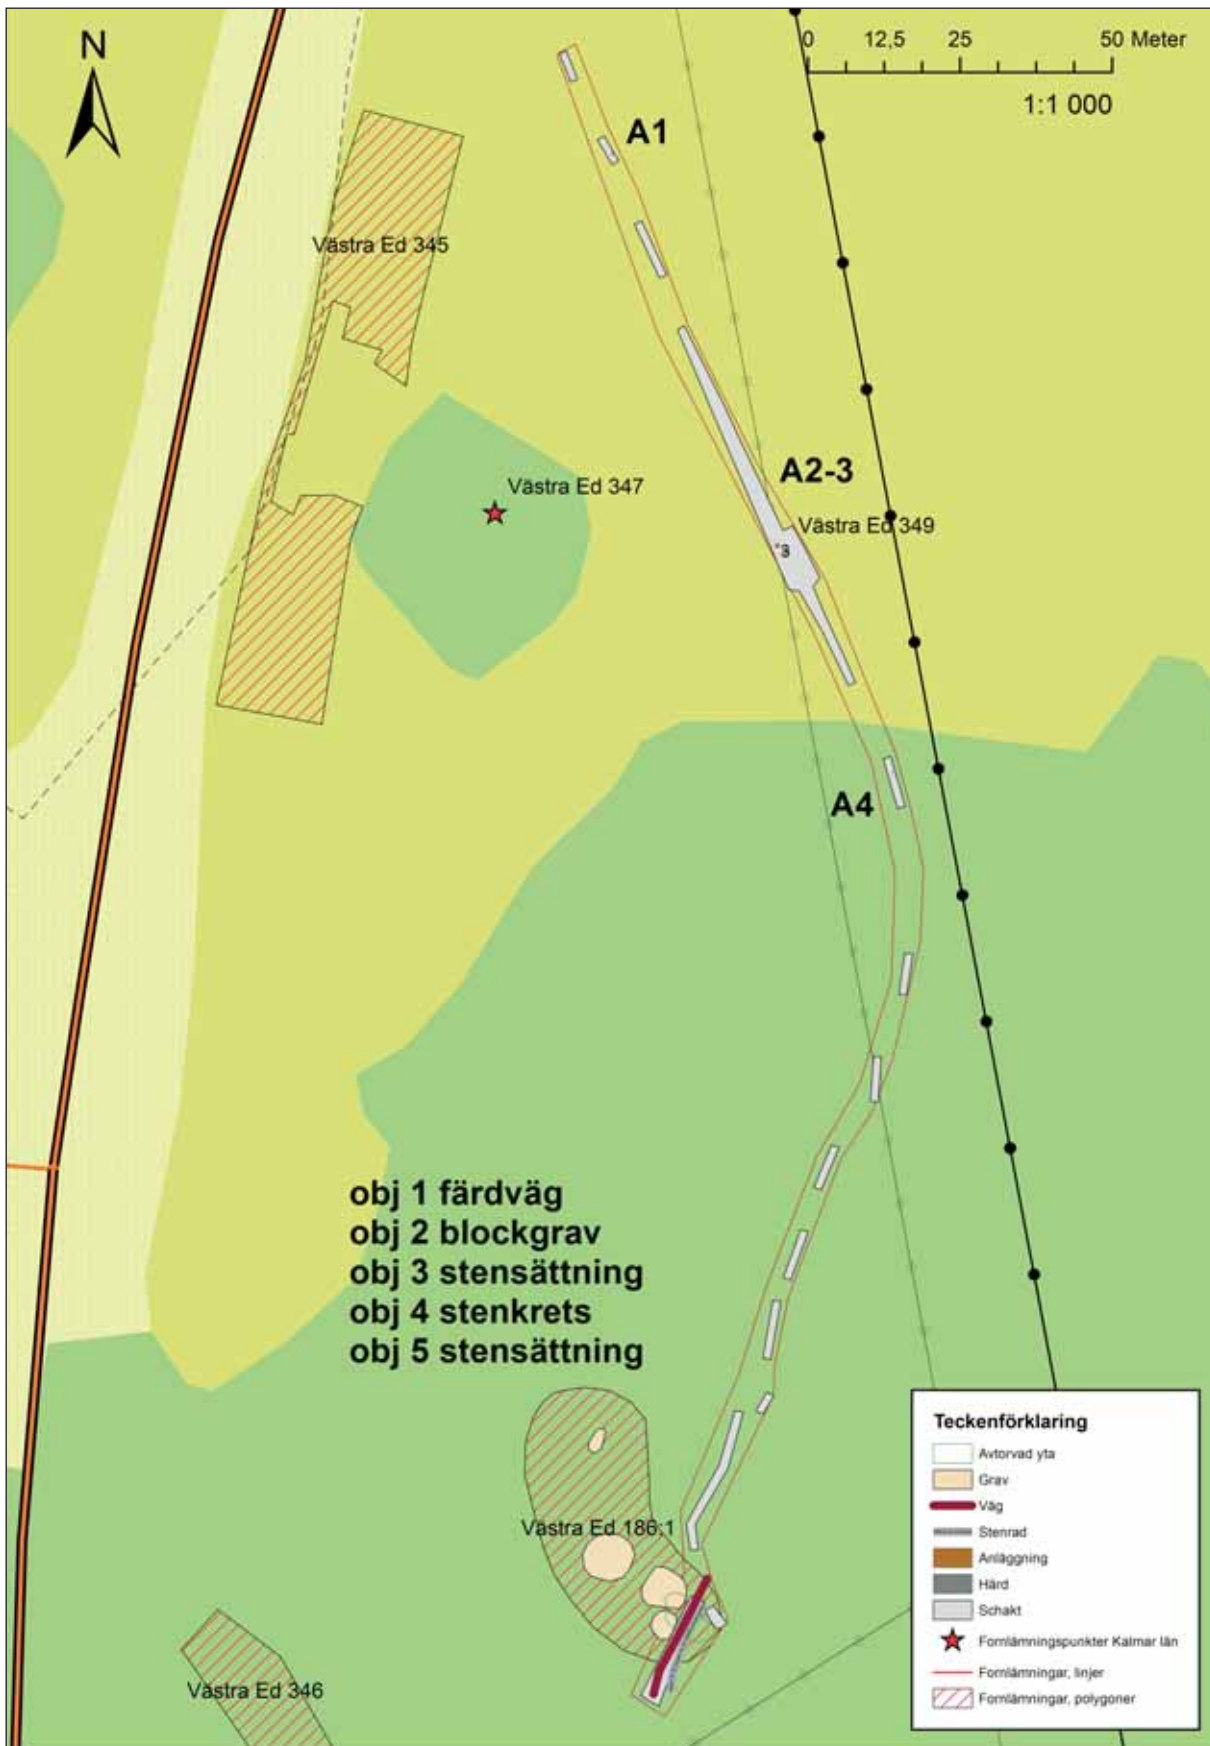 N
0 12,5 25 50 Meter
1:1 000
A1
Västra Ed 345
A2-3
Västra Ed 347
Västra Ed 349
3
A4
obj 1 färdväg
obj 2 blockgrav
obj 3 stensättning
obj 4 stenkrets
obj 5 stensättning
Västra Ed 186:1
Västra Ed 346
Teckenförklaring
Avtorvad yta
Grav
Väg
Stenrad
Anläggning
Härd
Schakt
Fornlämningspunkter Kalmar län
Fornlämningar, linjer
Fornlämningar, polygoner